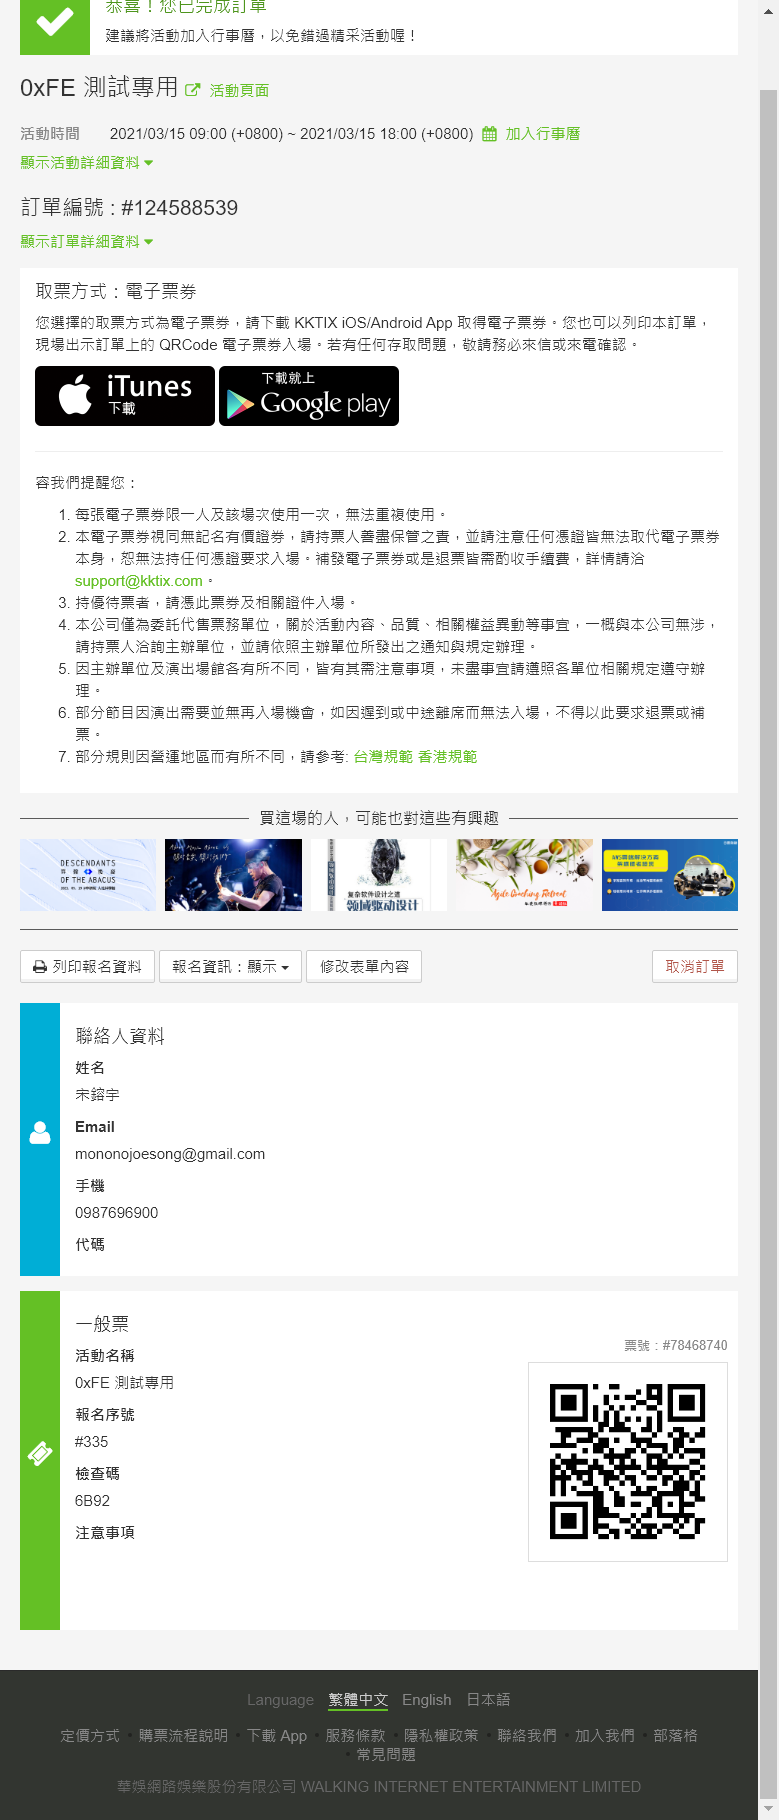 恭喜！您已完成訂單
建議將活動加入行事曆，以免錯過精采活動喔！
0xFE 測試專用 活動頁面
活動時間 2021/03/15 09:00 (+0800) ~ 2021/03/15 18:00 (+0800) 加入行事曆
顯示活動詳細資料
訂單編號 : #124588539
顯示訂單詳細資料
取票方式：電子票券
您選擇的取票方式為電子票券，請下載 KKTIX iOS/Android App 取得電子票券。您也可以列印本訂單，
現場出示訂單上的 QRCode 電子票券入場。若有任何存取問題，敬請務必來信或來電確認。
iTunes
下載
下載就上
Google play
容我們提醒您：
1. 每張電子票券限一人及該場次使用一次，無法重複使用。
2. 本電子票券視同無記名有價證券，請持票人善盡保管之責，並請注意任何憑證皆無法取代電子票券
本身，恕無法持任何憑證要求入場。補發電子票券或是退票皆需酌收手續費，詳情請洽
support@kktix.com。
3. 持優待票者，請憑此票券及相關證件入場。
4. 本公司僅為委託代售票務單位，關於活動內容、品質、相關權益異動等事宜，一概與本公司無涉，
請持票人洽詢主辦單位，並請依照主辦單位所發出之通知與規定辦理。
5. 因主辦單位及演出場館各有所不同，皆有其需注意事項，未盡事宜請遵照各單位相關規定遵守辦
理。
6. 部分節目因演出需要並無再入場機會，如因遲到或中途離席而無法入場，不得以此要求退票或補
票。
7. 部分規則因營運地區而有所不同，請參考: 台灣規範 香港規範
買這場的人，可能也對這些有興趣
DESCENDANTS
OF THE ABACUS
复杂软件设计之道
领域驱动设计
Agile Coaching Retreat
列印報名資料 報名資訊：顯示 修改表單內容 取消訂單
聯絡人資料
姓名
宋鎔宇
Email
mononojoesong@gmail.com
手機
0987696900
代碼
一般票
票號：#78468740
活動名稱
0xFE 測試專用
報名序號
#335
檢查碼
6B92
注意事項
Language 繁體中文 English 日本語
定價方式 • 購票流程說明 • 下載 App • 服務條款 • 隱私權政策 • 聯絡我們 • 加入我們 • 部落格
• 常見問題
華娛網路娛樂股份有限公司 WALKING INTERNET ENTERTAINMENT LIMITED